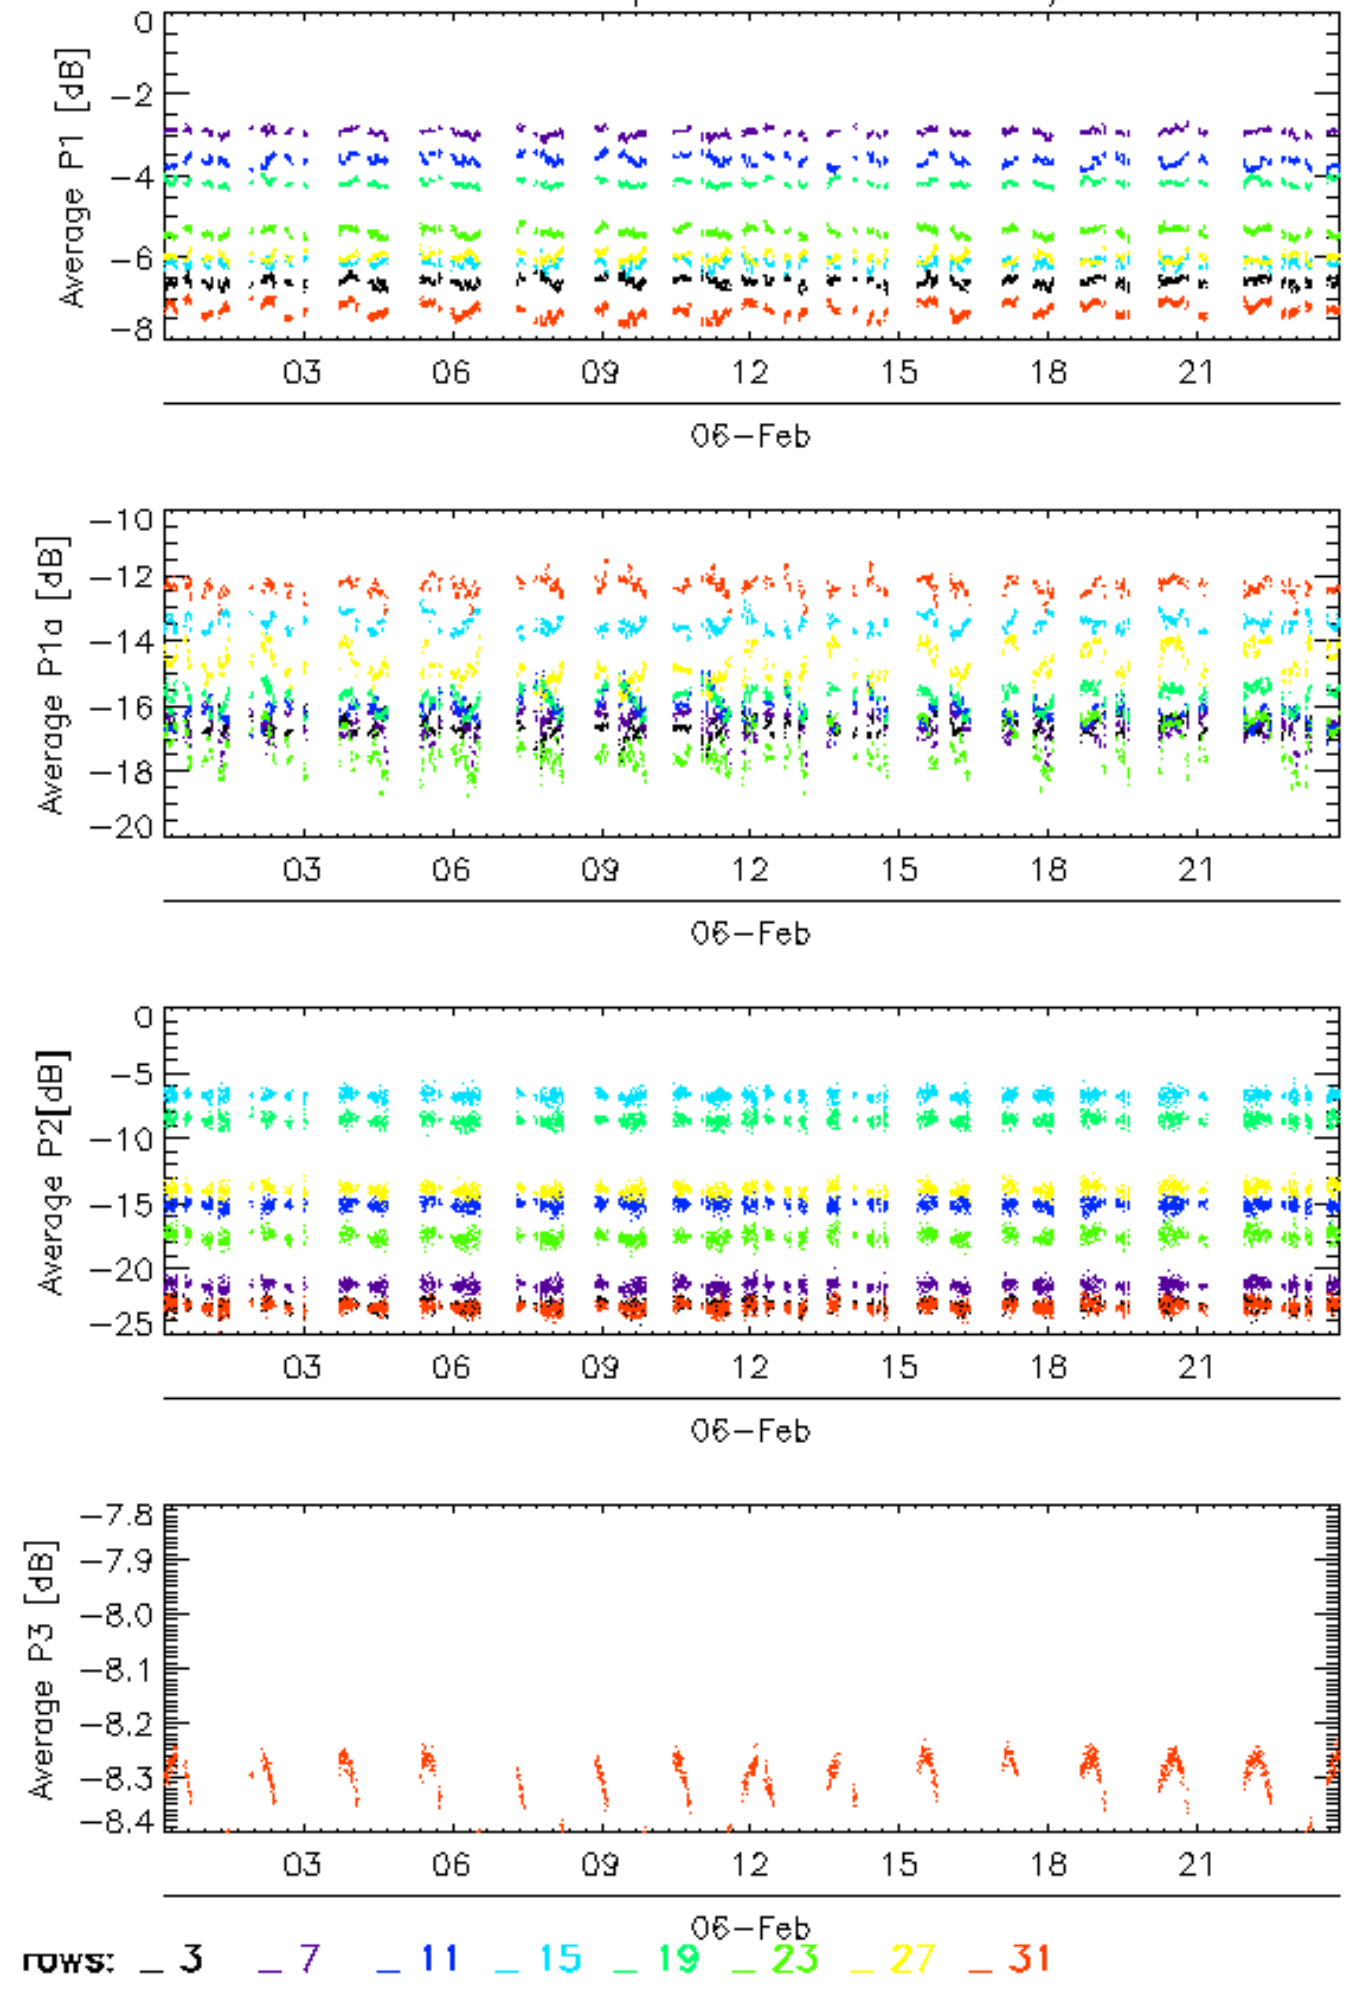 0
−2
−4
−6
−8
Average P1 [dB]
03 06 09 12 15 18 21
06−Feb
−10
−12
−14
−16
−18
−20
Average P1a [dB]
03 06 09 12 15 18 21
06−Feb
0
−5
−10
−15
−20
−25
Average P2[dB]
03 06 09 12 15 18 21
06−Feb
−7.8
−7.9
−8.0
−8.1
−8.2
−8.3
−8.4
Average P3 [dB]
03 06 09 12 15 18 21
06−Feb
rows: _ 3 _ 7 _ 11 _ 15 _ 19 _ 23 _ 27 _ 31